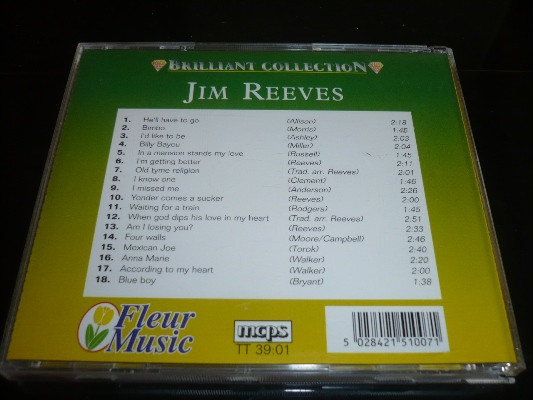 BRILLIANT COLLECTION
JIM REEVES
1. He'll have to go (Allison) 2:18
2. Bimbo (Morris) 1:46
3. I'd like to be (Ashley) 2:03
4. Billy Bayou (Miller) 2:04
5. In a mansion stands my love (Russell) 1:45
6. I'm getting better (Reeves) 2:11
7. Old tyme religion (Trad. arr. Reeves) 2:01
8. I know one (Clement) 1:46
9. I missed me (Anderson) 2:26
10. Yonder comes a sucker (Reeves) 2:00
11. Waiting for a train (Rodgers) 1:45
12. When god dips his love in my heart (Trad. arr. Reeves) 2:51
13. Am I losing you? (Reeves) 2:33
14. Four walls (Moore/Campbell) 2:46
15. Mexican Joe (Torok) 2:40
16. Anna Marie (Walker) 2:20
17. According to my heart (Walker) 2:00
18. Blue boy (Bryant) 1:38
Fleur
Music
mcps
TT 39:01
5 028421 510071